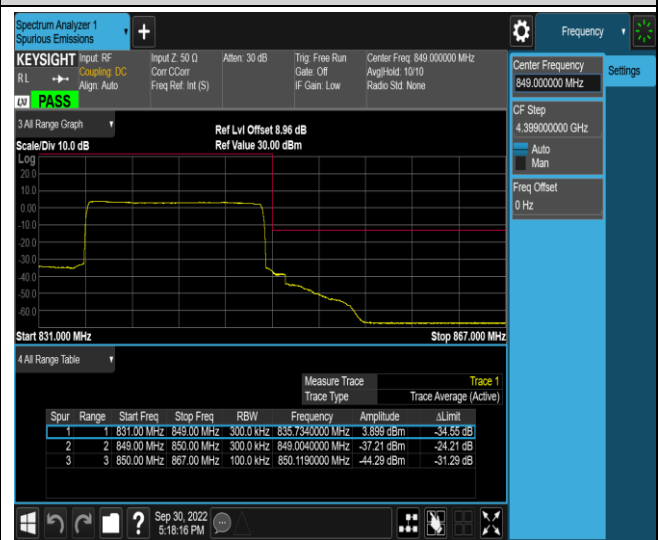 Spectrum Analyzer 1
Spurious Emissions
Frequency
KEYSIGHT Input: RF Input Z: 50 Ω Atten: 30 dB Trig: Free Run Center Freq: 849.000000 MHz
RL Coupling: DC Corr CCorr Gate: Off Avg|Hold: 10/10
Align: Auto Freq Ref: Int (S) IF Gain: Low Radio Std: None
LXI PASS
Center Frequency
849.000000 MHz
Settings
CF Step
4.399000000 GHz
Auto
Man
Freq Offset
0 Hz
3 All Range Graph
Ref Lvl Offset 8.96 dB
Scale/Div 10.0 dB Ref Value 30.00 dBm
Log
20.0
10.0
0.00
-10.0
-20.0
-30.0
-40.0
-50.0
-60.0
Start 831.000 MHz Stop 867.000 MHz
4 All Range Table
Measure Trace Trace 1
Trace Type Trace Average (Active)
Spur Range Start Freq Stop Freq RBW Frequency Amplitude ΔLimit
1 1 831.00 MHz 849.00 MHz 300.0 kHz 835.7340000 MHz 3.899 dBm -34.55 dB
2 2 849.00 MHz 850.00 MHz 300.0 kHz 849.0040000 MHz -37.21 dBm -24.21 dB
3 3 850.00 MHz 867.00 MHz 100.0 kHz 850.1190000 MHz -44.29 dBm -31.29 dB
Sep 30, 2022
5:18:16 PM